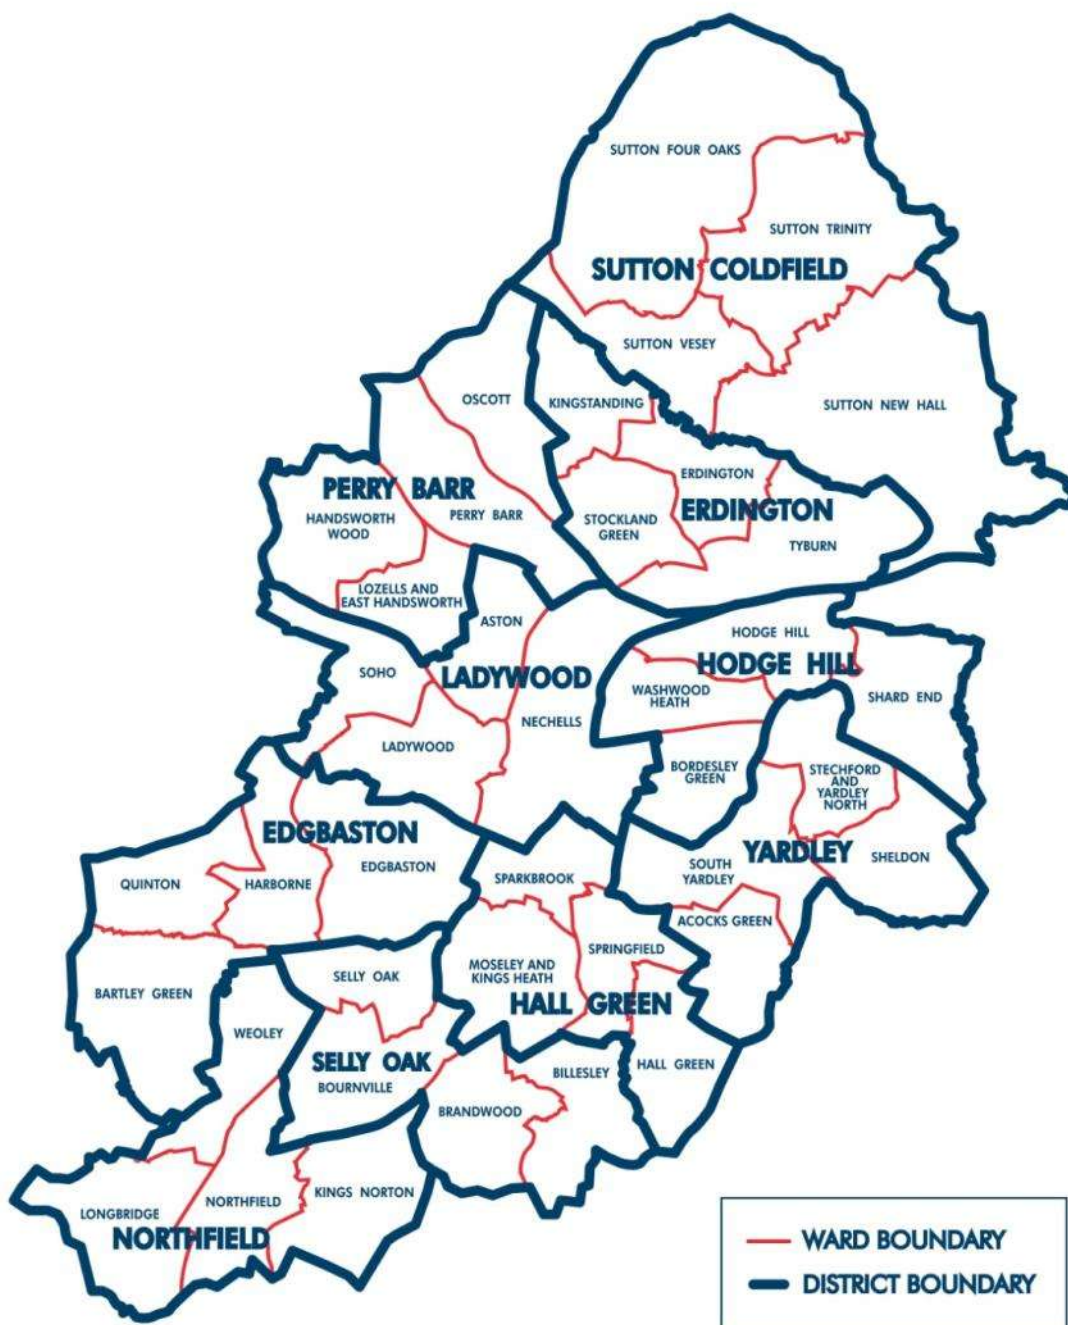 SUTTON FOUR OAKS
SUTTON TRINITY
SUTTON COLDFIELD
SUTTON VESEY
SUTTON NEW HALL
OSCOTT
KINGSTANDING
ERDINGTON
PERRY BARR
ERDINGTON
HANDSWORTH
WOOD
PERRY BARR
STOCKLAND
GREEN
TYBURN
LOZELLS AND
EAST HANDSWORTH
ASTON
HODGE HILL
HODGE HILL
SOHO
LADYWOOD
WASHWOOD
HEATH
SHARD END
NECHELLS
LADYWOOD
BORDESLEY
GREEN
STECHFORD
AND
YARDLEY
NORTH
EDGBASTON
EDGBASTON
YARDLEY
SHELDON
QUINTON
HARBORNE
SPARKBROOK
SOUTH
YARDLEY
ACOCKS GREEN
SPRINGFIELD
SELLY OAK
MOSELEY AND
KINGS HEATH
BARTLEY GREEN
HALL GREEN
WEOLEY
SELLY OAK
BOURNVILLE
BILLESLEY
HALL GREEN
BRANDWOOD
LONGBRIDGE
NORTHFIELD
KINGS NORTON
NORTHFIELD
WARD BOUNDARY
DISTRICT BOUNDARY